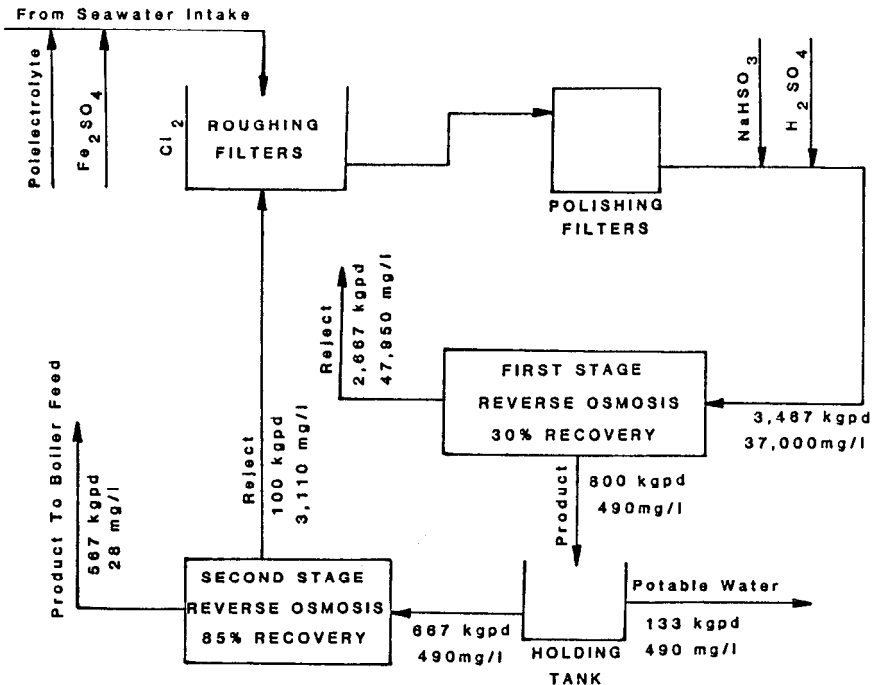 From Seawater Intake
Polelectrolyte
Fe2SO4
Cl2
ROUGHING
FILTERS
POLISHING
FILTERS
NaHSO3
H2SO4
Reject
2,667 kgpd
47,950 mg/l
FIRST STAGE
REVERSE OSMOSIS
30% RECOVERY
3,467 kgpd
37,000mg/l
Product
800 kgpd
490mg/l
Reject
100 kgpd
3,110 mg/l
Product To Boiler Feed
567 kgpd
28 mg/l
SECOND STAGE
REVERSE OSMOSIS
85% RECOVERY
667 kgpd
490mg/l
HOLDING
TANK
Potable Water
133 kgpd
490 mg/l